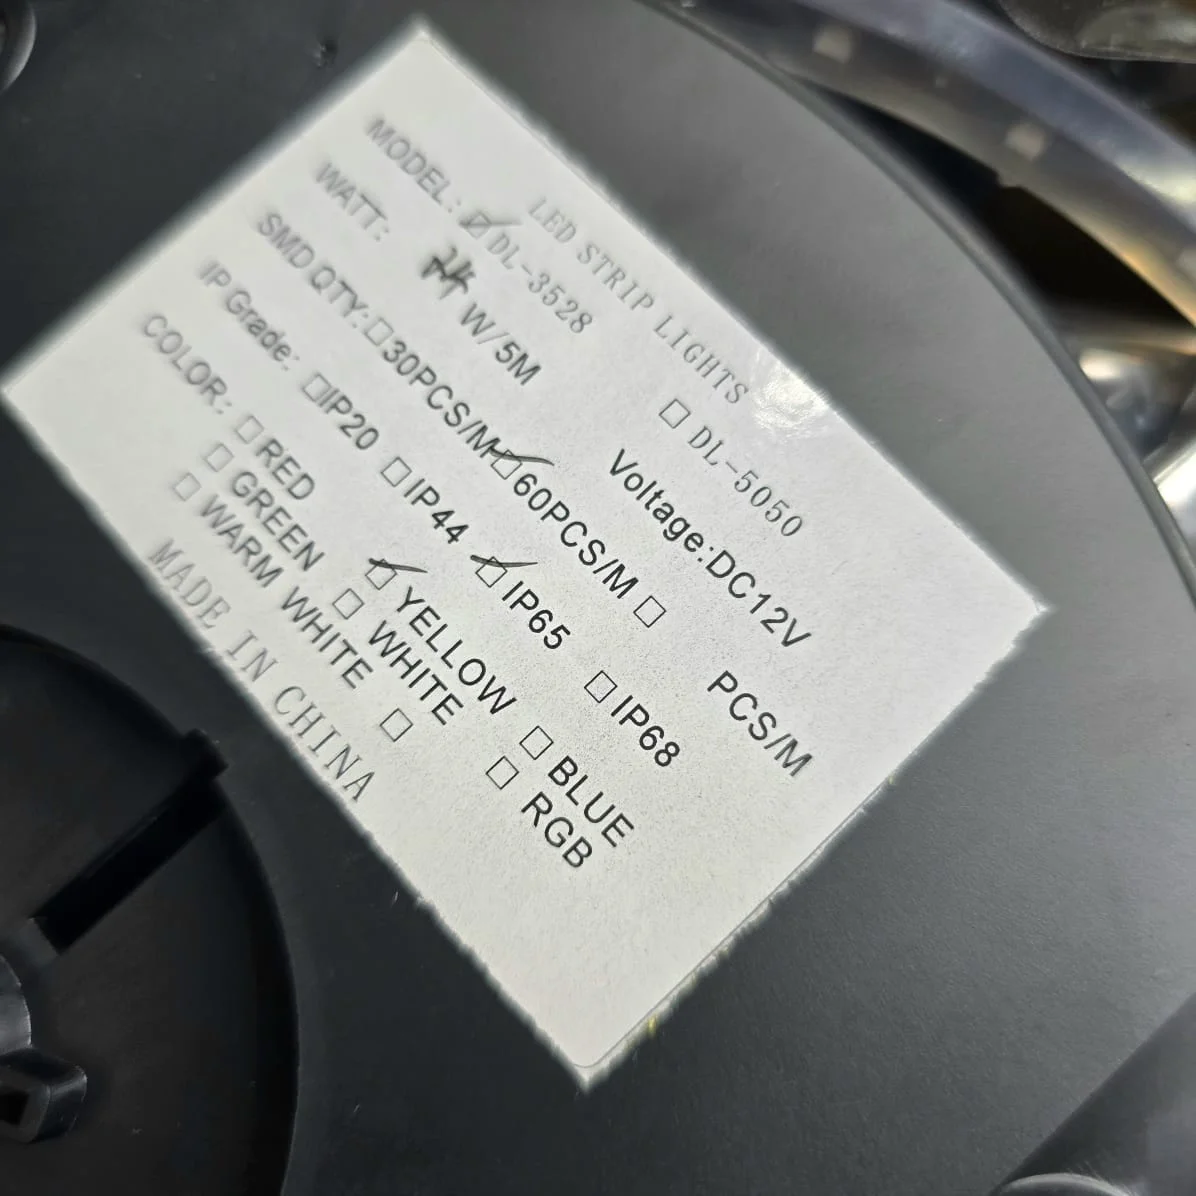 LED STRIP LIGHTS
MODEL: ☑DL-3528 ☐DL-5050
WATT: W/5M Voltage:DC12V
SMD QTY:☐30PCS/M ☑60PCS/M ☐ PCS/M
IP Grade: ☐IP20 ☐IP44 ☑IP65 ☐IP68
COLOR: ☐RED ☑YELLOW ☐BLUE
☐GREEN ☐WHITE ☐RGB
☐WARM WHITE ☐
MADE IN CHINA